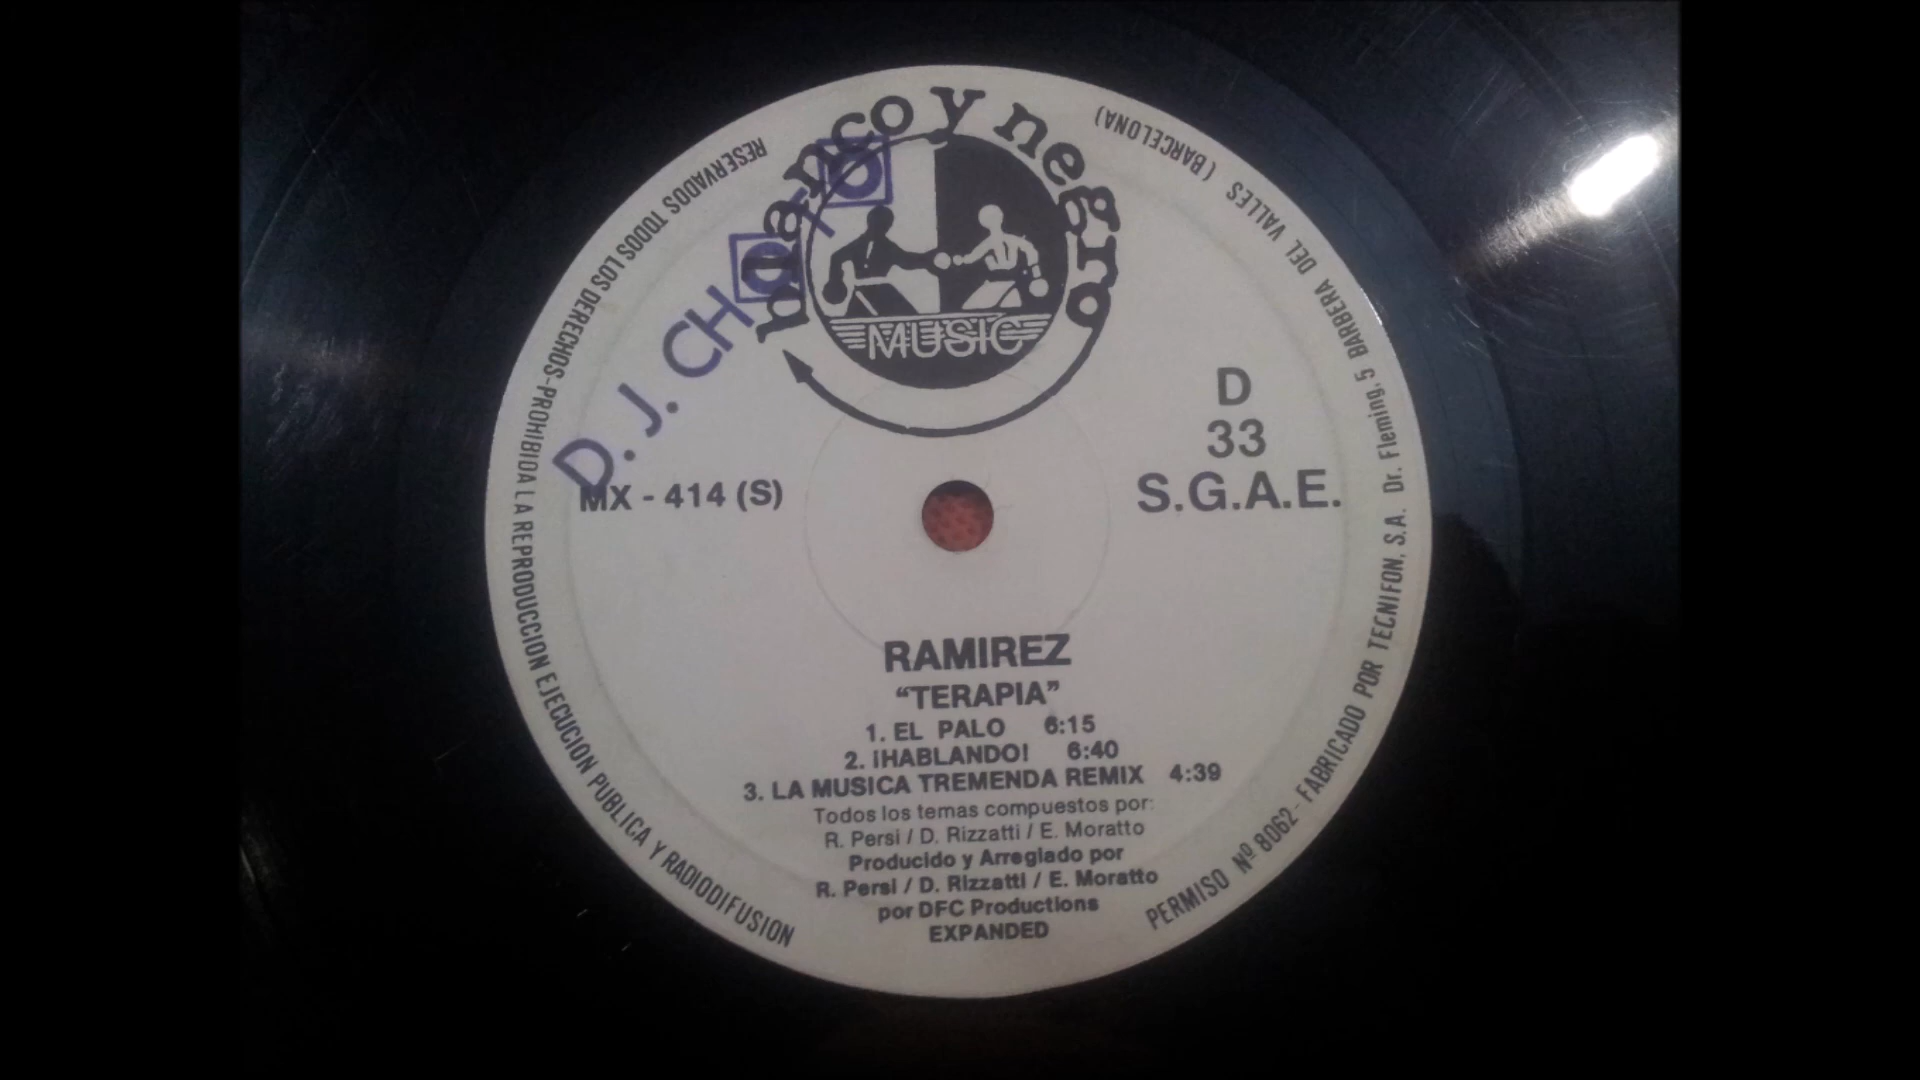 blanco y negro
MUSIC
D. J. CHOTO
MX - 414 (S)
D
33
S.G.A.E.
RAMIREZ
“TERAPIA”
1. EL PALO 6:15
2. ¡HABLANDO! 6:40
3. LA MUSICA TREMENDA REMIX 4:39
Todos los temas compuestos por:
R. Persi / D. Rizzatti / E. Moratto
Producido y Arreglado por
R. Persi / D. Rizzatti / E. Moratto
por DFC Productions
EXPANDED
RESERVADOS TODOS LOS DERECHOS-PROHIBIDA LA REPRODUCCION EJECUCION PUBLICA Y RADIODIFUSION
PERMISO Nº 8062 - FABRICADO POR TECNIFON, S.A. Dr. Fleming, 5 BARBERA DEL VALLES (BARCELONA)